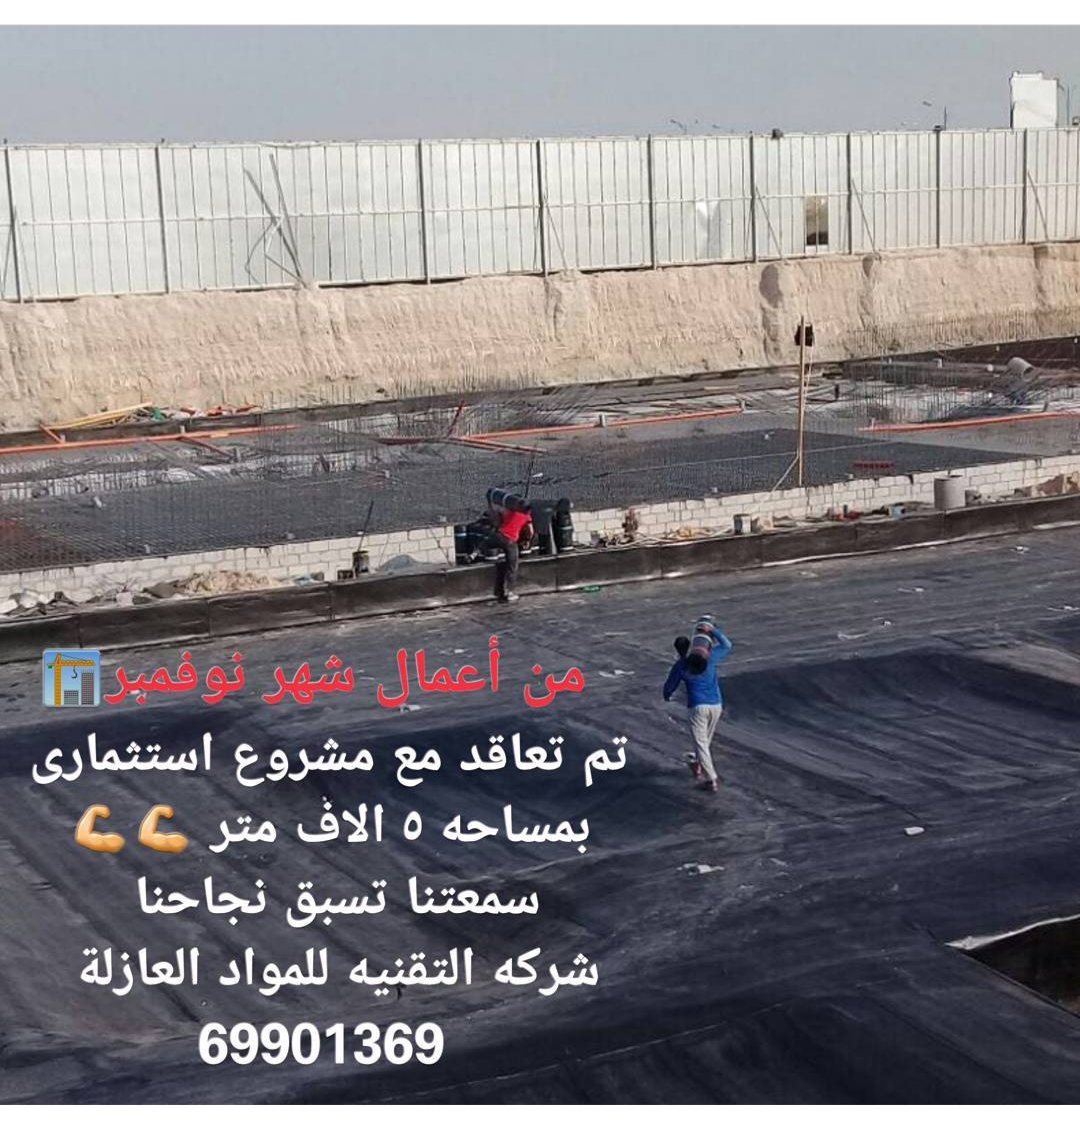 من أعمال شهر نوفمبر🏗️
تم تعاقد مع مشروع استثمارى
بمساحه ٥ الاف متر 💪💪
سمعتنا تسبق نجاحنا
شركه التقنيه للمواد العازلة
69901369